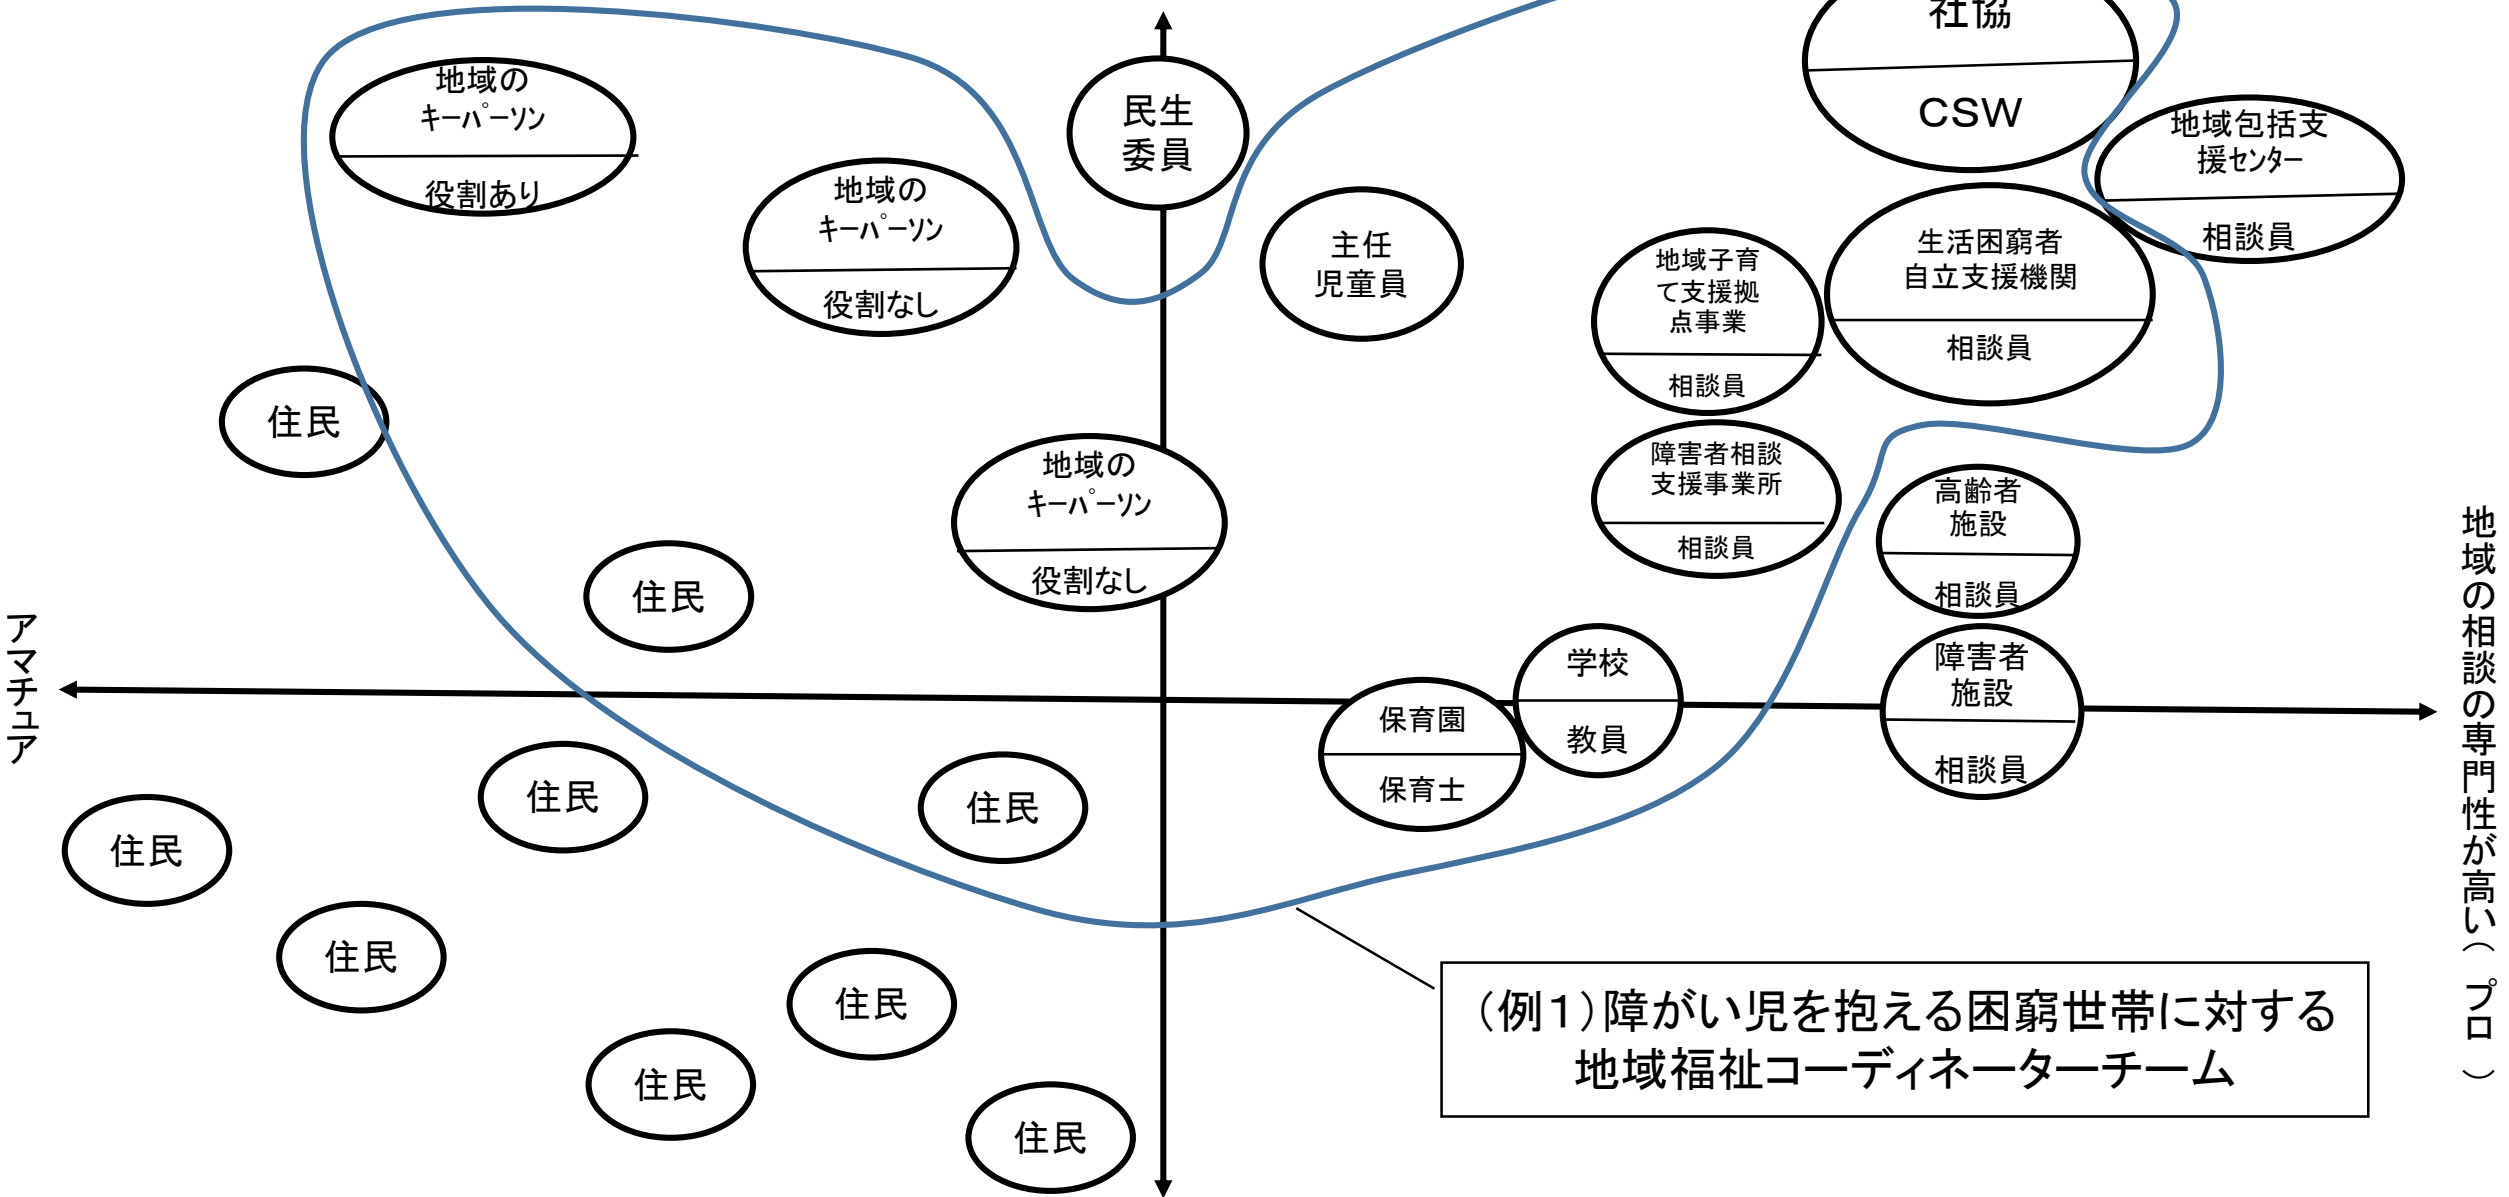 社協
CSW
地域の
ｷｰﾊﾟｰｿﾝ
役割あり
民生
委員
地域包括支
援ｾﾝﾀｰ
相談員
地域の
ｷｰﾊﾟｰｿﾝ
役割なし
主任
児童員
生活困窮者
自立支援機関
相談員
地域子育
て支援拠
点事業
相談員
住民
地域の
ｷｰﾊﾟｰｿﾝ
役割なし
障害者相談
支援事業所
相談員
高齢者
施設
相談員
住民
アマチュア
地域の相談の専門性が高い（プロ）
学校
教員
障害者
施設
相談員
保育園
保育士
住民
住民
住民
住民
住民
住民
住民
（例１）障がい児を抱える困窮世帯に対する
地域福祉コーディネーターチーム